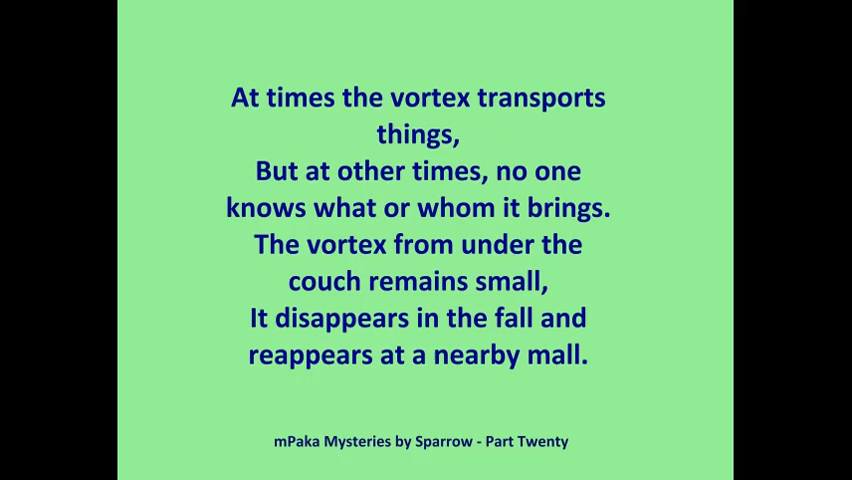 At times the vortex transports
things,
But at other times, no one
knows what or whom it brings.
The vortex from under the
couch remains small,
It disappears in the fall and
reappears at a nearby mall.
mPaka Mysteries by Sparrow - Part Twenty